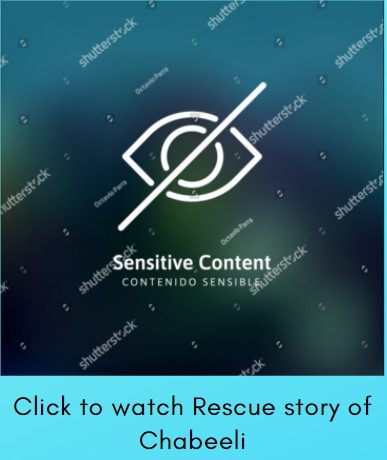 shutterstock
shutterstock
Octavio Parra
shutterstock
shutterstock
shutterstock
shutterstock
Octavio Parra
Octavio Parra
shutterstock
Sensitive Content
CONTENIDO SENSIBLE
shutterstock
shutterstock
Click to watch Rescue story of
Chabeeli